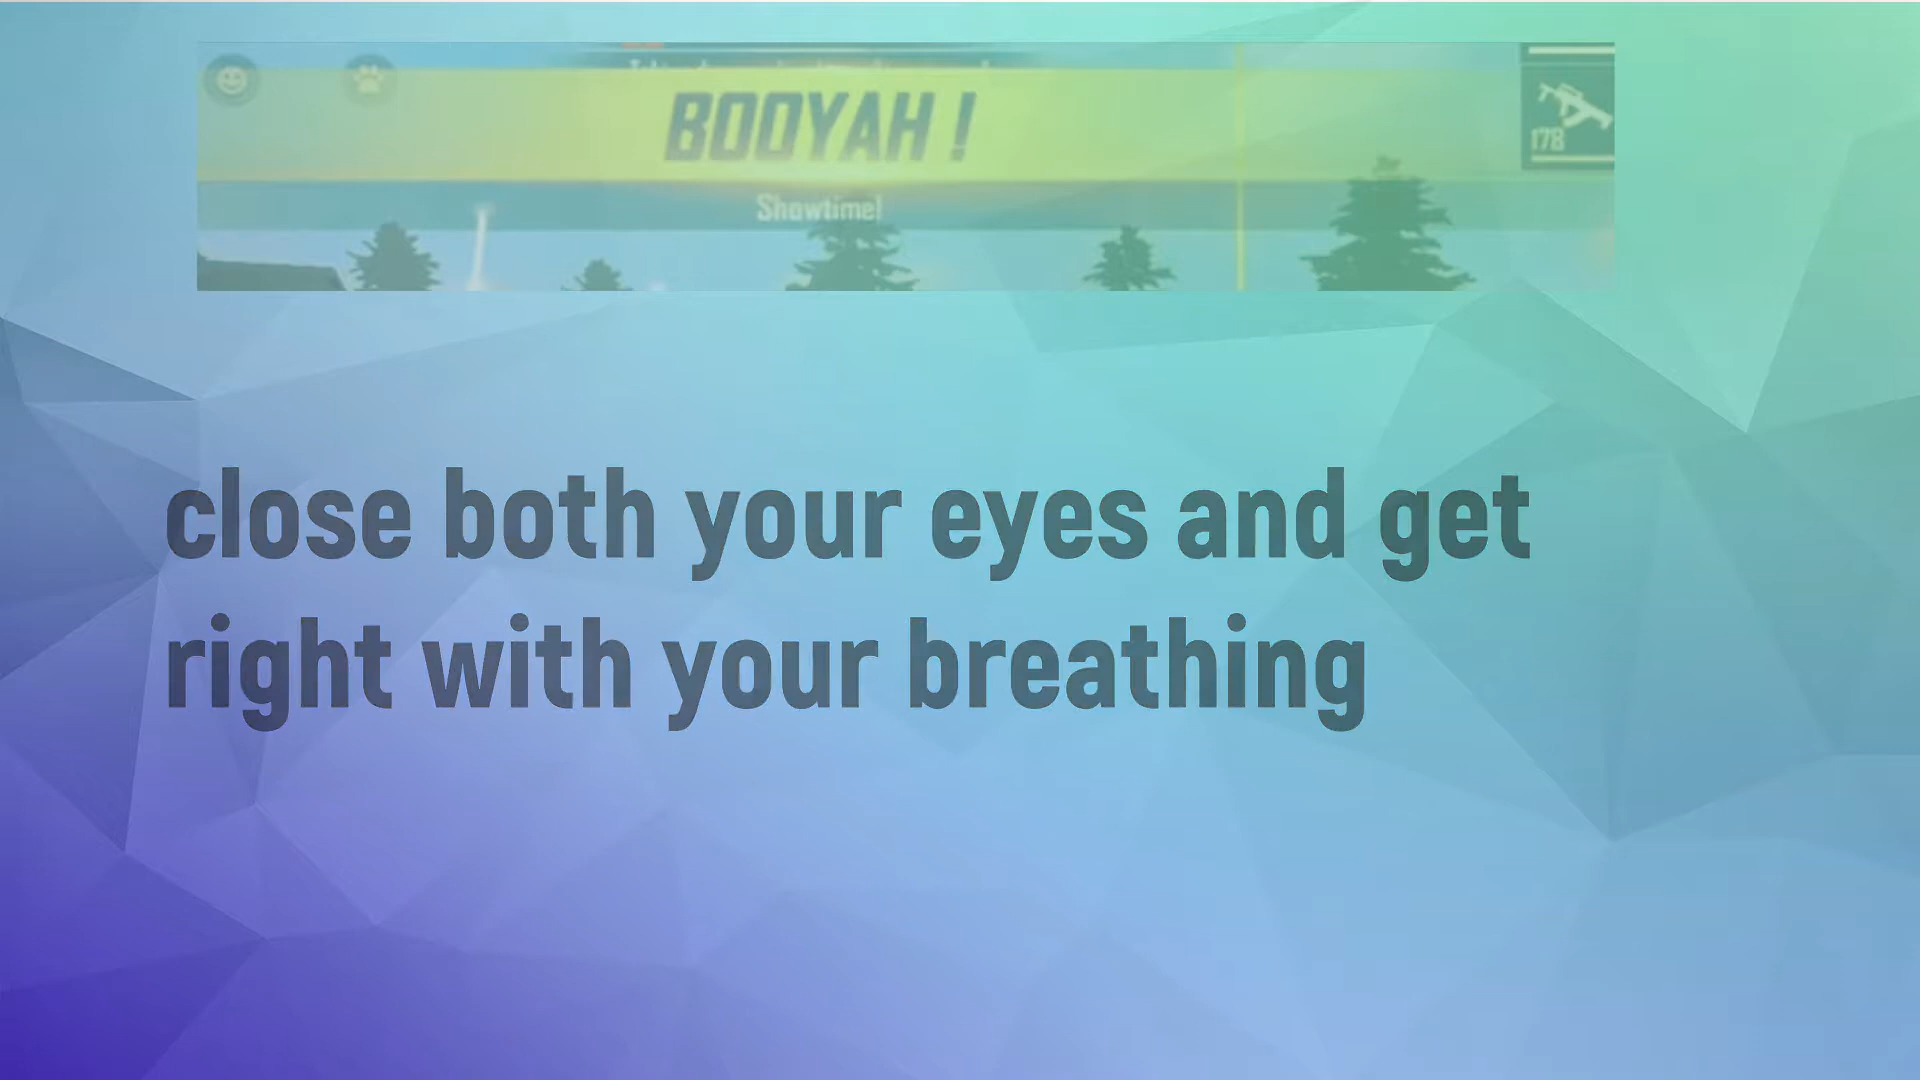 BOOYAH !
178
Showtime!
close both your eyes and get
right with your breathing